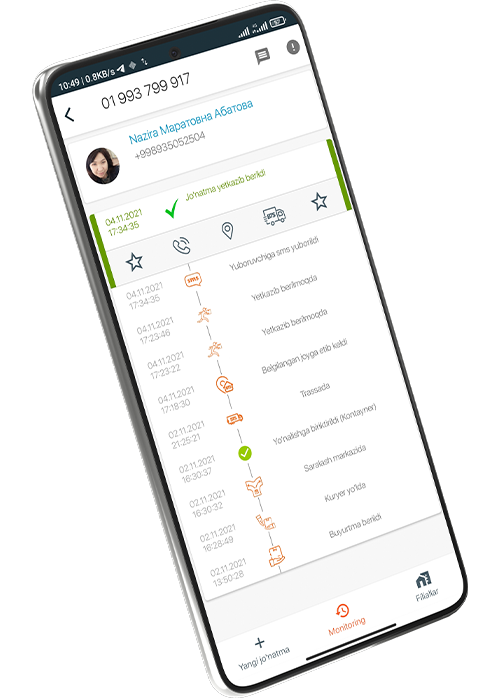 10:49 | 0.8KB/s
01 993 799 917
Nazira Маратовна Абатова
+998935052504
04.11.2021
17:34:35
Jo'natma yetkazib berildi
04.11.2021
17:34:35
sms
Yuboruvchiga sms yuborildi
04.11.2021
17:23:46
Yetkazib berilmoqda
04.11.2021
17:23:22
Yetkazib berilmoqda
04.11.2021
17:18:30
Belgilangan joyga etib keldi
02.11.2021
21:25:21
Trassada
02.11.2021
16:30:37
Yo'nalishga biriktirildi (Kontayner)
02.11.2021
16:30:32
Saralash markazida
02.11.2021
16:28:49
Kuryer yo'lda
02.11.2021
13:50:28
Buyurtma berildi
Yangi jo'natma
Monitoring
Filiallar